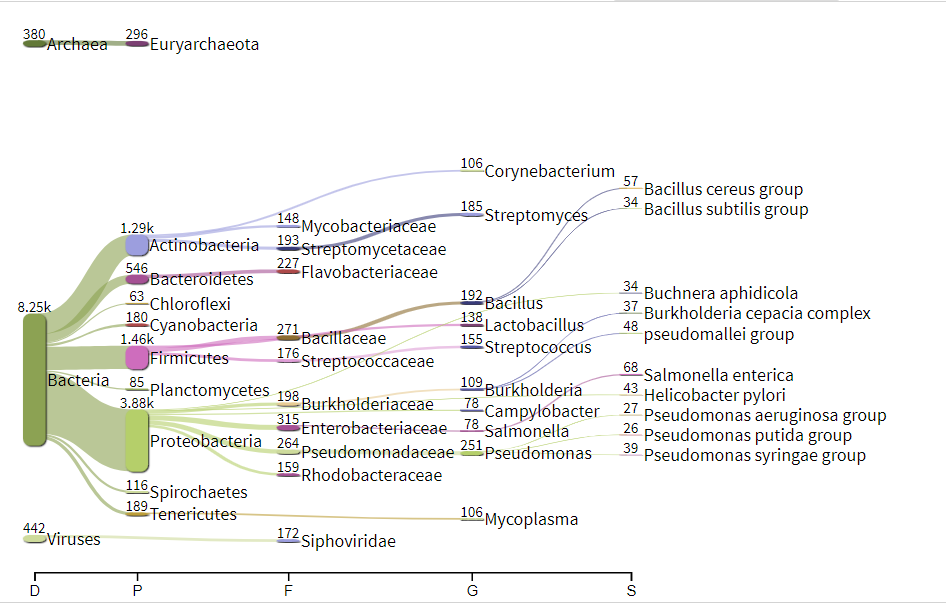 380 Archaea 296 Euryarchaeota
106 Corynebacterium
57 Bacillus cereus group
34 Bacillus subtilis group
185 Streptomyces
148 Mycobacteriaceae
1.29k Actinobacteria
193 Streptomycetaceae
227 Flavobacteriaceae
546 Bacteroidetes
34 Buchnera aphidicola
63 Chloroflexi
192 Bacillus
8.25k Bacteria
37 Burkholderia cepacia complex
180 Cyanobacteria
138 Lactobacillus
48 pseudomallei group
271 Bacillaceae
155 Streptococcus
1.46k Firmicutes
176 Streptococcaceae
68 Salmonella enterica
85 Planctomycetes
109 Burkholderia
43 Helicobacter pylori
198 Burkholderiaceae
78 Campylobacter
27 Pseudomonas aeruginosa group
315 Enterobacteriaceae
78 Salmonella
26 Pseudomonas putida group
3.88k Proteobacteria
264 Pseudomonadaceae
251 Pseudomonas
39 Pseudomonas syringae group
159 Rhodobacteraceae
116 Spirochaetes
189 Tenericutes
106 Mycoplasma
442 Viruses
172 Siphoviridae
D P F G S